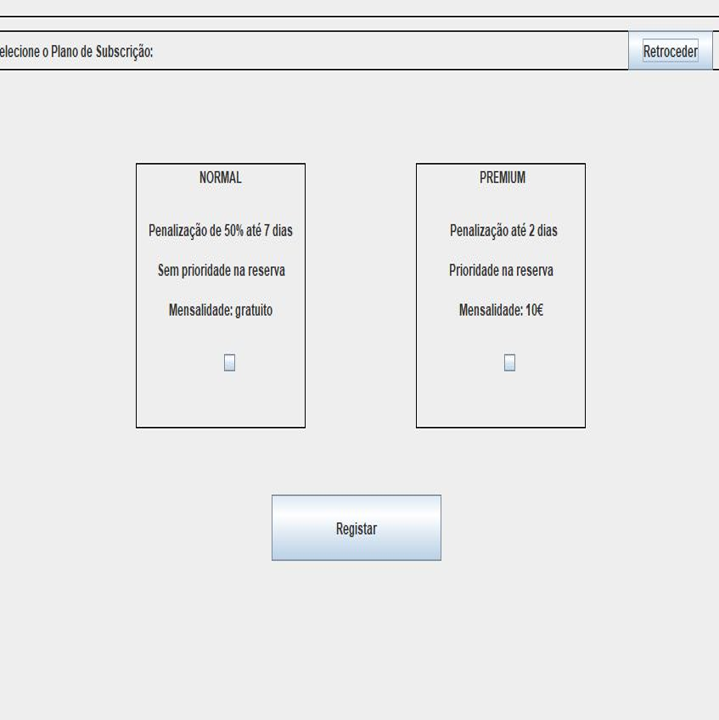 elecione o Plano de Subscrição:
Retroceder
NORMAL
Penalização de 50% até 7 dias
Sem prioridade na reserva
Mensalidade: gratuito
PREMIUM
Penalização até 2 dias
Prioridade na reserva
Mensalidade: 10€
Registar